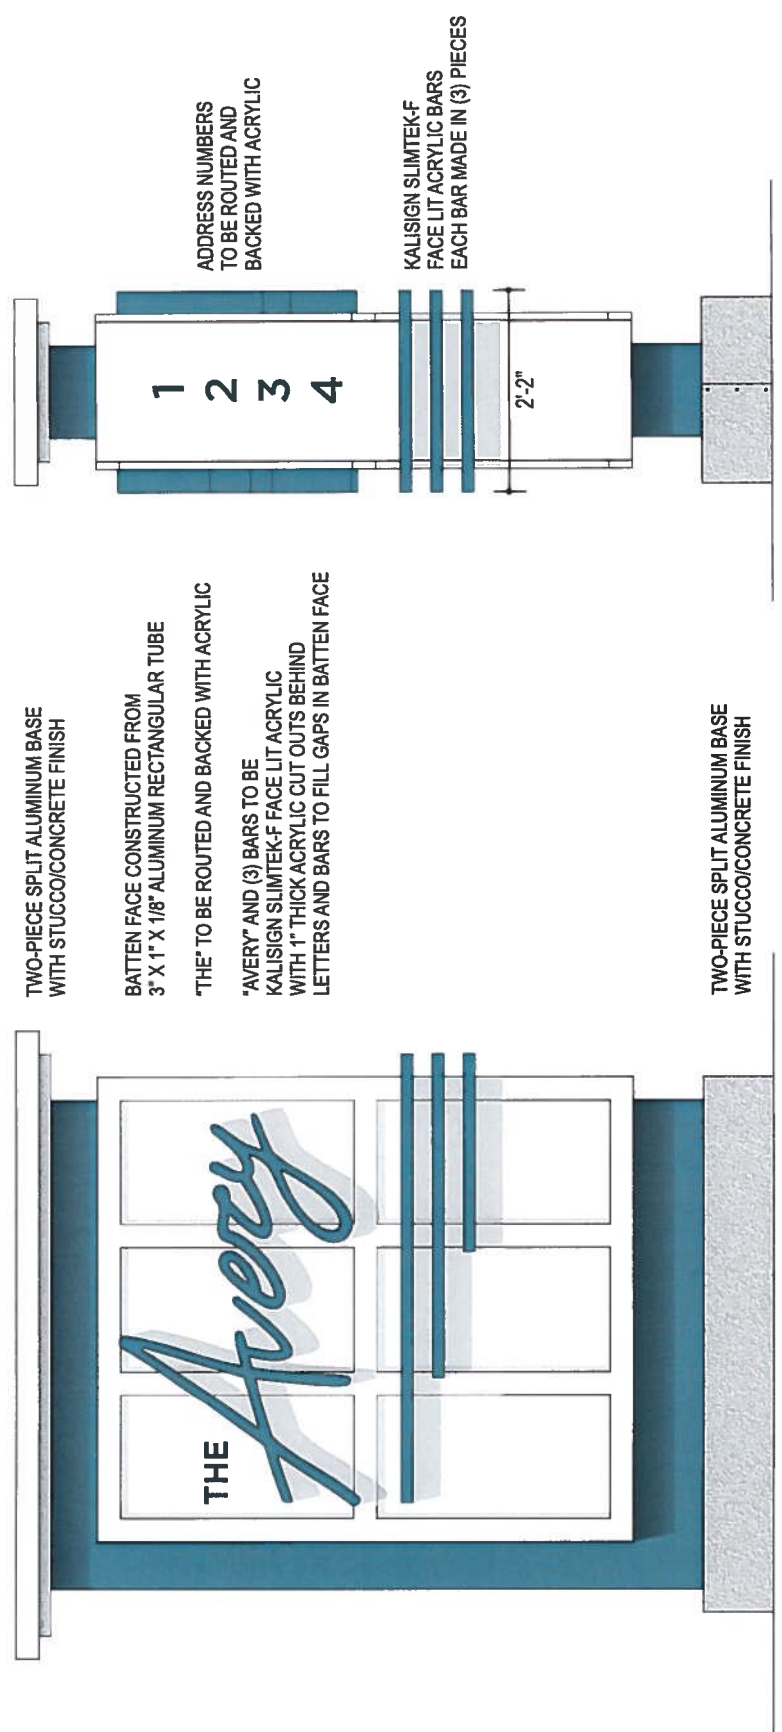 TWO-PIECE SPLIT ALUMINUM BASE
WITH STUCCO/CONCRETE FINISH
BATTEN FACE CONSTRUCTED FROM
3" X 1" X 1/8" ALUMINUM RECTANGULAR TUBE
"THE" TO BE ROUTED AND BACKED WITH ACRYLIC
"AVERY" AND (3) BARS TO BE
KALISIGN SLIMTEK-F FACE LIT ACRYLIC
WITH 1" THICK ACRYLIC CUT OUTS BEHIND
LETTERS AND BARS TO FILL GAPS IN BATTEN FACE
THE
Avery
TWO-PIECE SPLIT ALUMINUM BASE
WITH STUCCO/CONCRETE FINISH
ADDRESS NUMBERS
TO BE ROUTED AND
BACKED WITH ACRYLIC
1
2
3
4
KALISIGN SLIMTEK-F
FACE LIT ACRYLIC BARS
EACH BAR MADE IN (3) PIECES
2'-2"